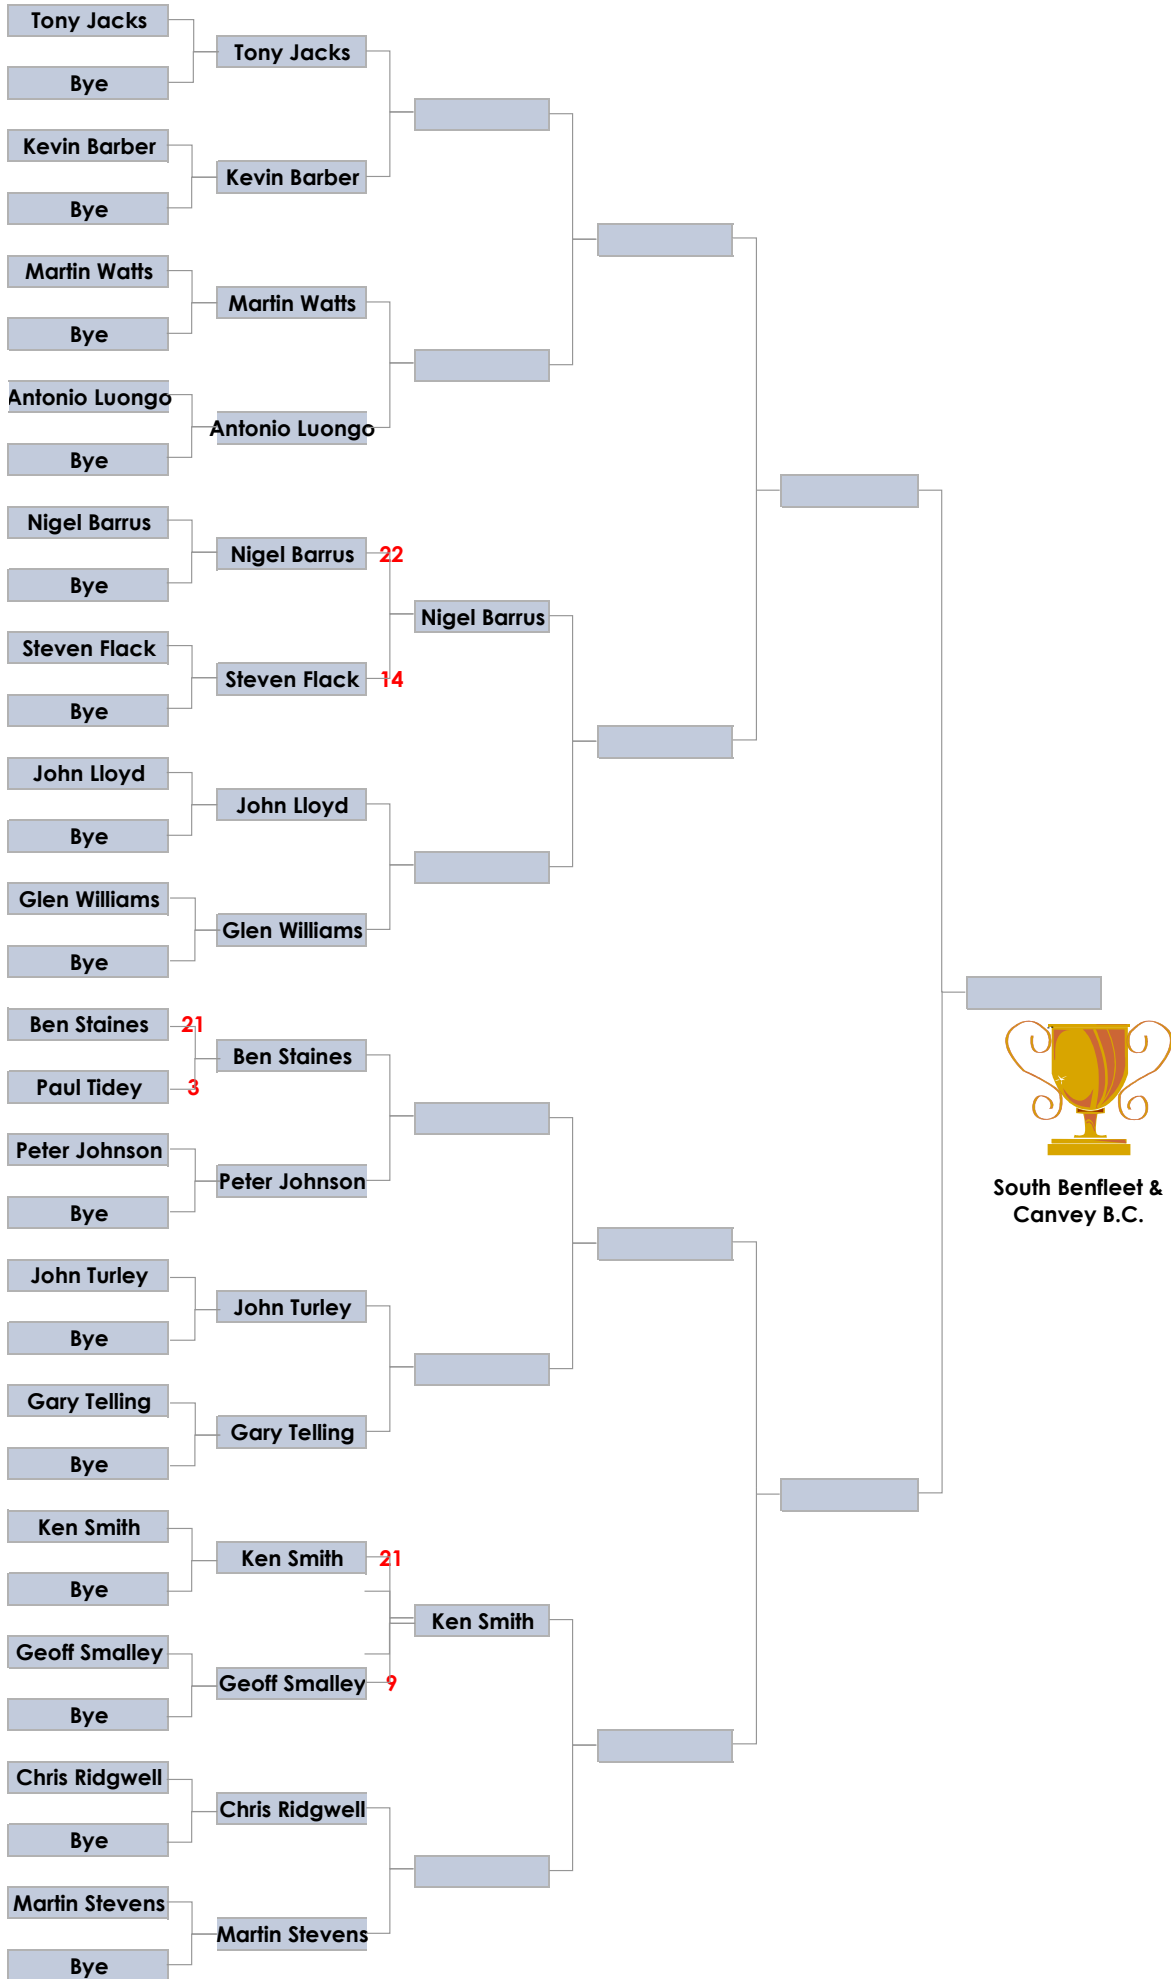 Tony Jacks
Bye
Tony Jacks
Kevin Barber
Bye
Kevin Barber
Martin Watts
Bye
Martin Watts
Antonio Luongo
Bye
Antonio Luongo
Nigel Barrus
Bye
Nigel Barrus 22
Nigel Barrus
Steven Flack
Bye
Steven Flack 14
John Lloyd
Bye
John Lloyd
Glen Williams
Bye
Glen Williams
Ben Staines 21
Paul Tidey 3
Ben Staines
Peter Johnson
Bye
Peter Johnson
John Turley
Bye
John Turley
Gary Telling
Bye
Gary Telling
Ken Smith
Bye
Ken Smith 21
Ken Smith
Geoff Smalley
Bye
Geoff Smalley 9
Chris Ridgwell
Bye
Chris Ridgwell
Martin Stevens
Bye
Martin Stevens
South Benfleet &
Canvey B.C.